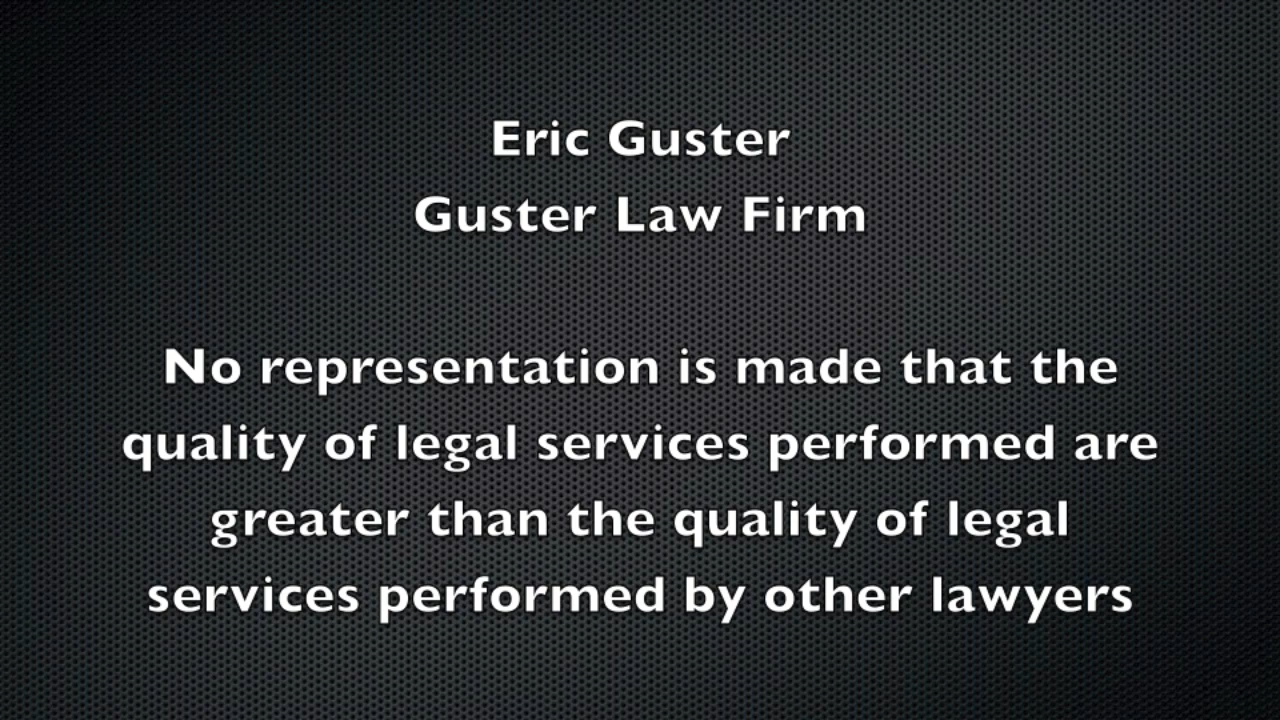 Eric Guster
Guster Law Firm
No representation is made that the
quality of legal services performed are
greater than the quality of legal
services performed by other lawyers